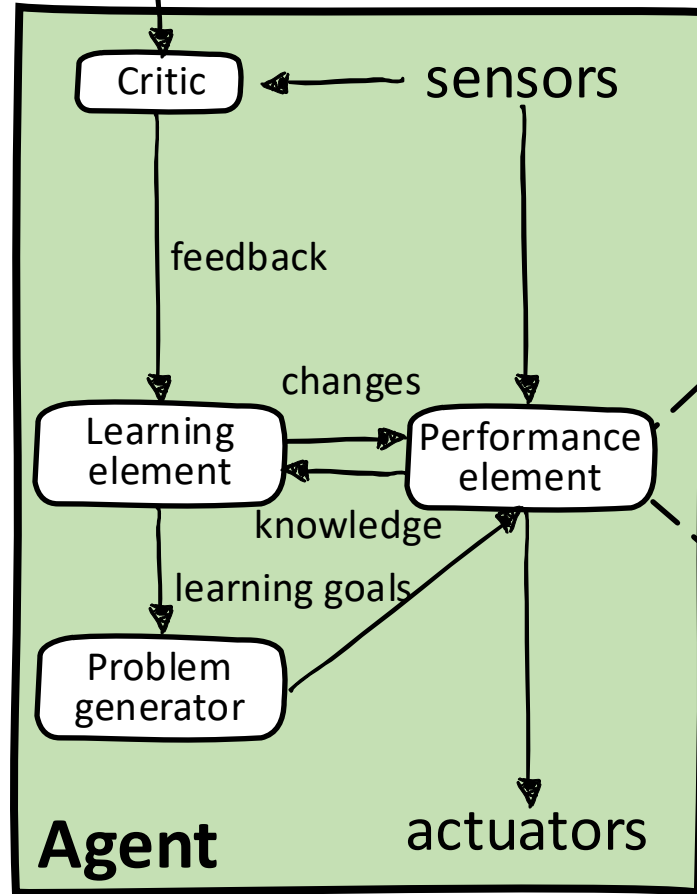 Critic
sensors
feedback
changes
Learning
element
Performance
element
knowledge
learning goals
Problem
generator
Agent
actuators